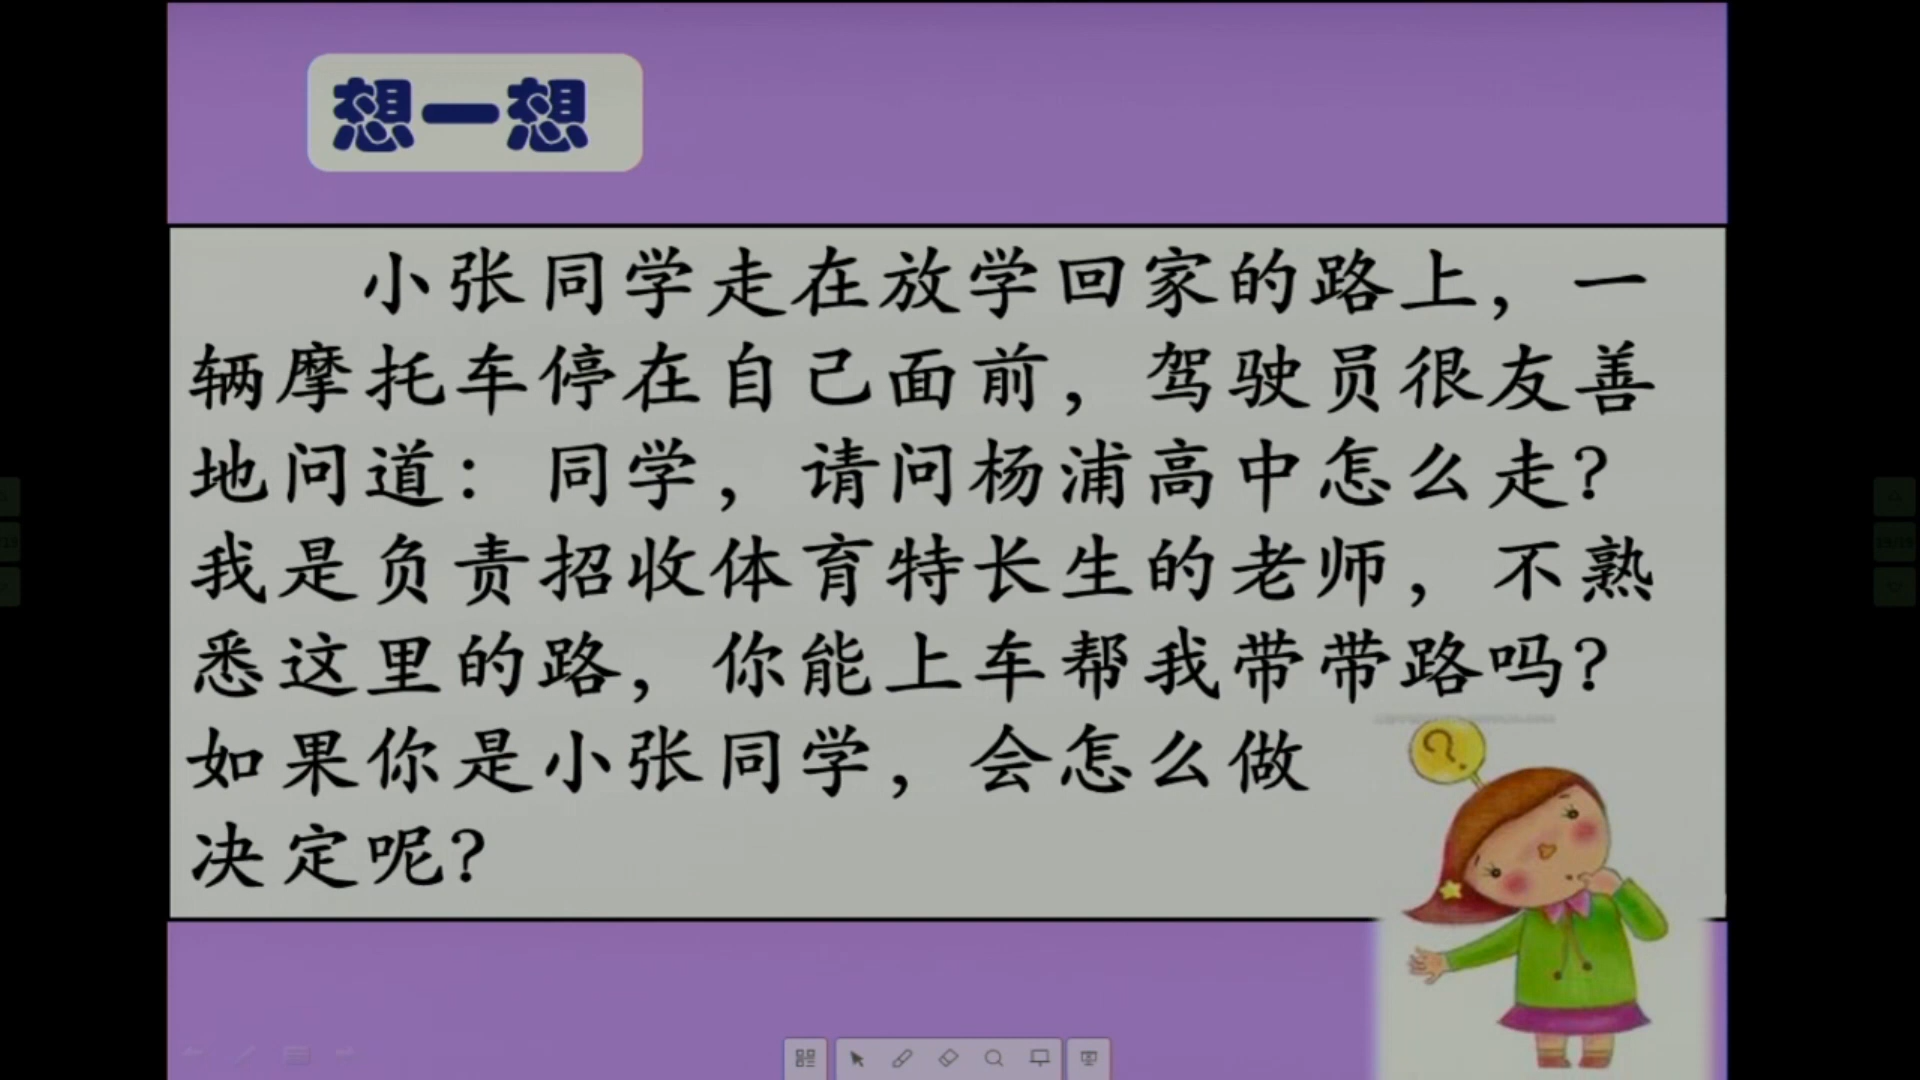 想一想
小张同学走在放学回家的路上，一
辆摩托车停在自己面前，驾驶员很友善
地问道：同学，请问杨浦高中怎么走？
我是负责招收体育特长生的老师，不熟
悉这里的路，你能上车帮我带带路吗？
如果你是小张同学，会怎么做
决定呢？